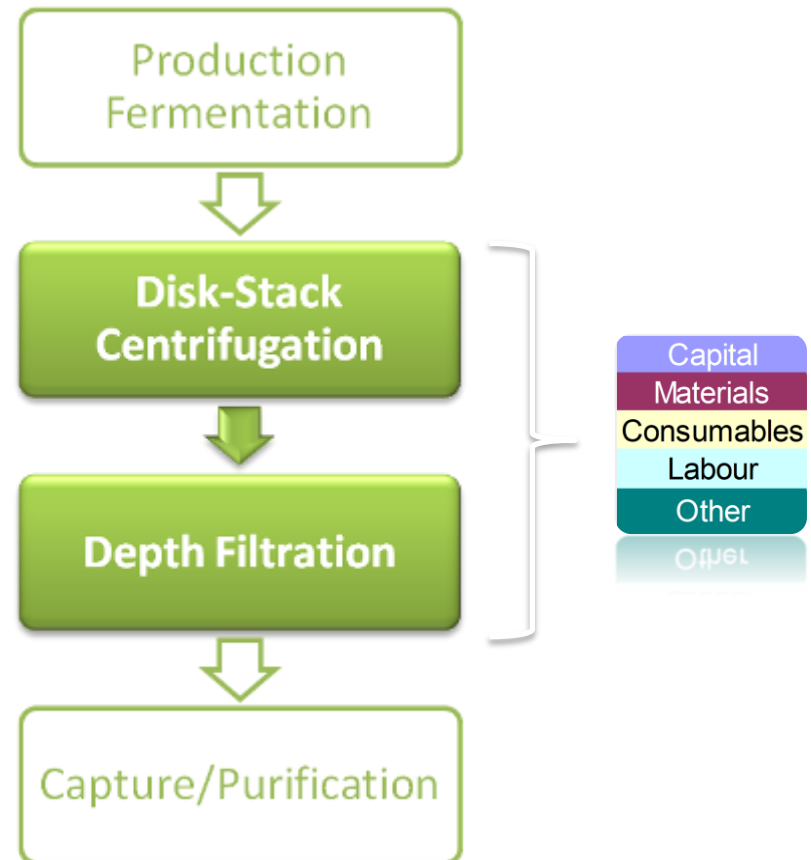 Production
Fermentation
Disk-Stack
Centrifugation
Depth Filtration
Capture/Purification
Capital
Materials
Consumables
Labour
Other